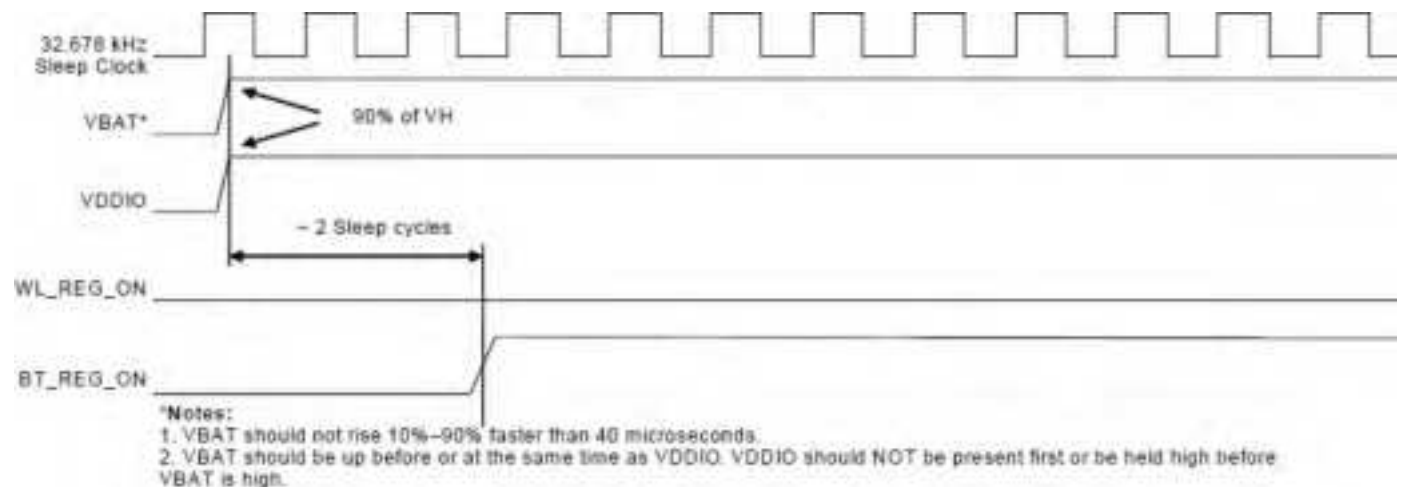 32.678 kHz
Sleep Clock
VBAT*
90% of VH
VDDIO
~ 2 Sleep cycles
WL_REG_ON
BT_REG_ON
*Notes:
1. VBAT should not rise 10%–90% faster than 40 microseconds.
2. VBAT should be up before or at the same time as VDDIO. VDDIO should NOT be present first or be held high before
VBAT is high.